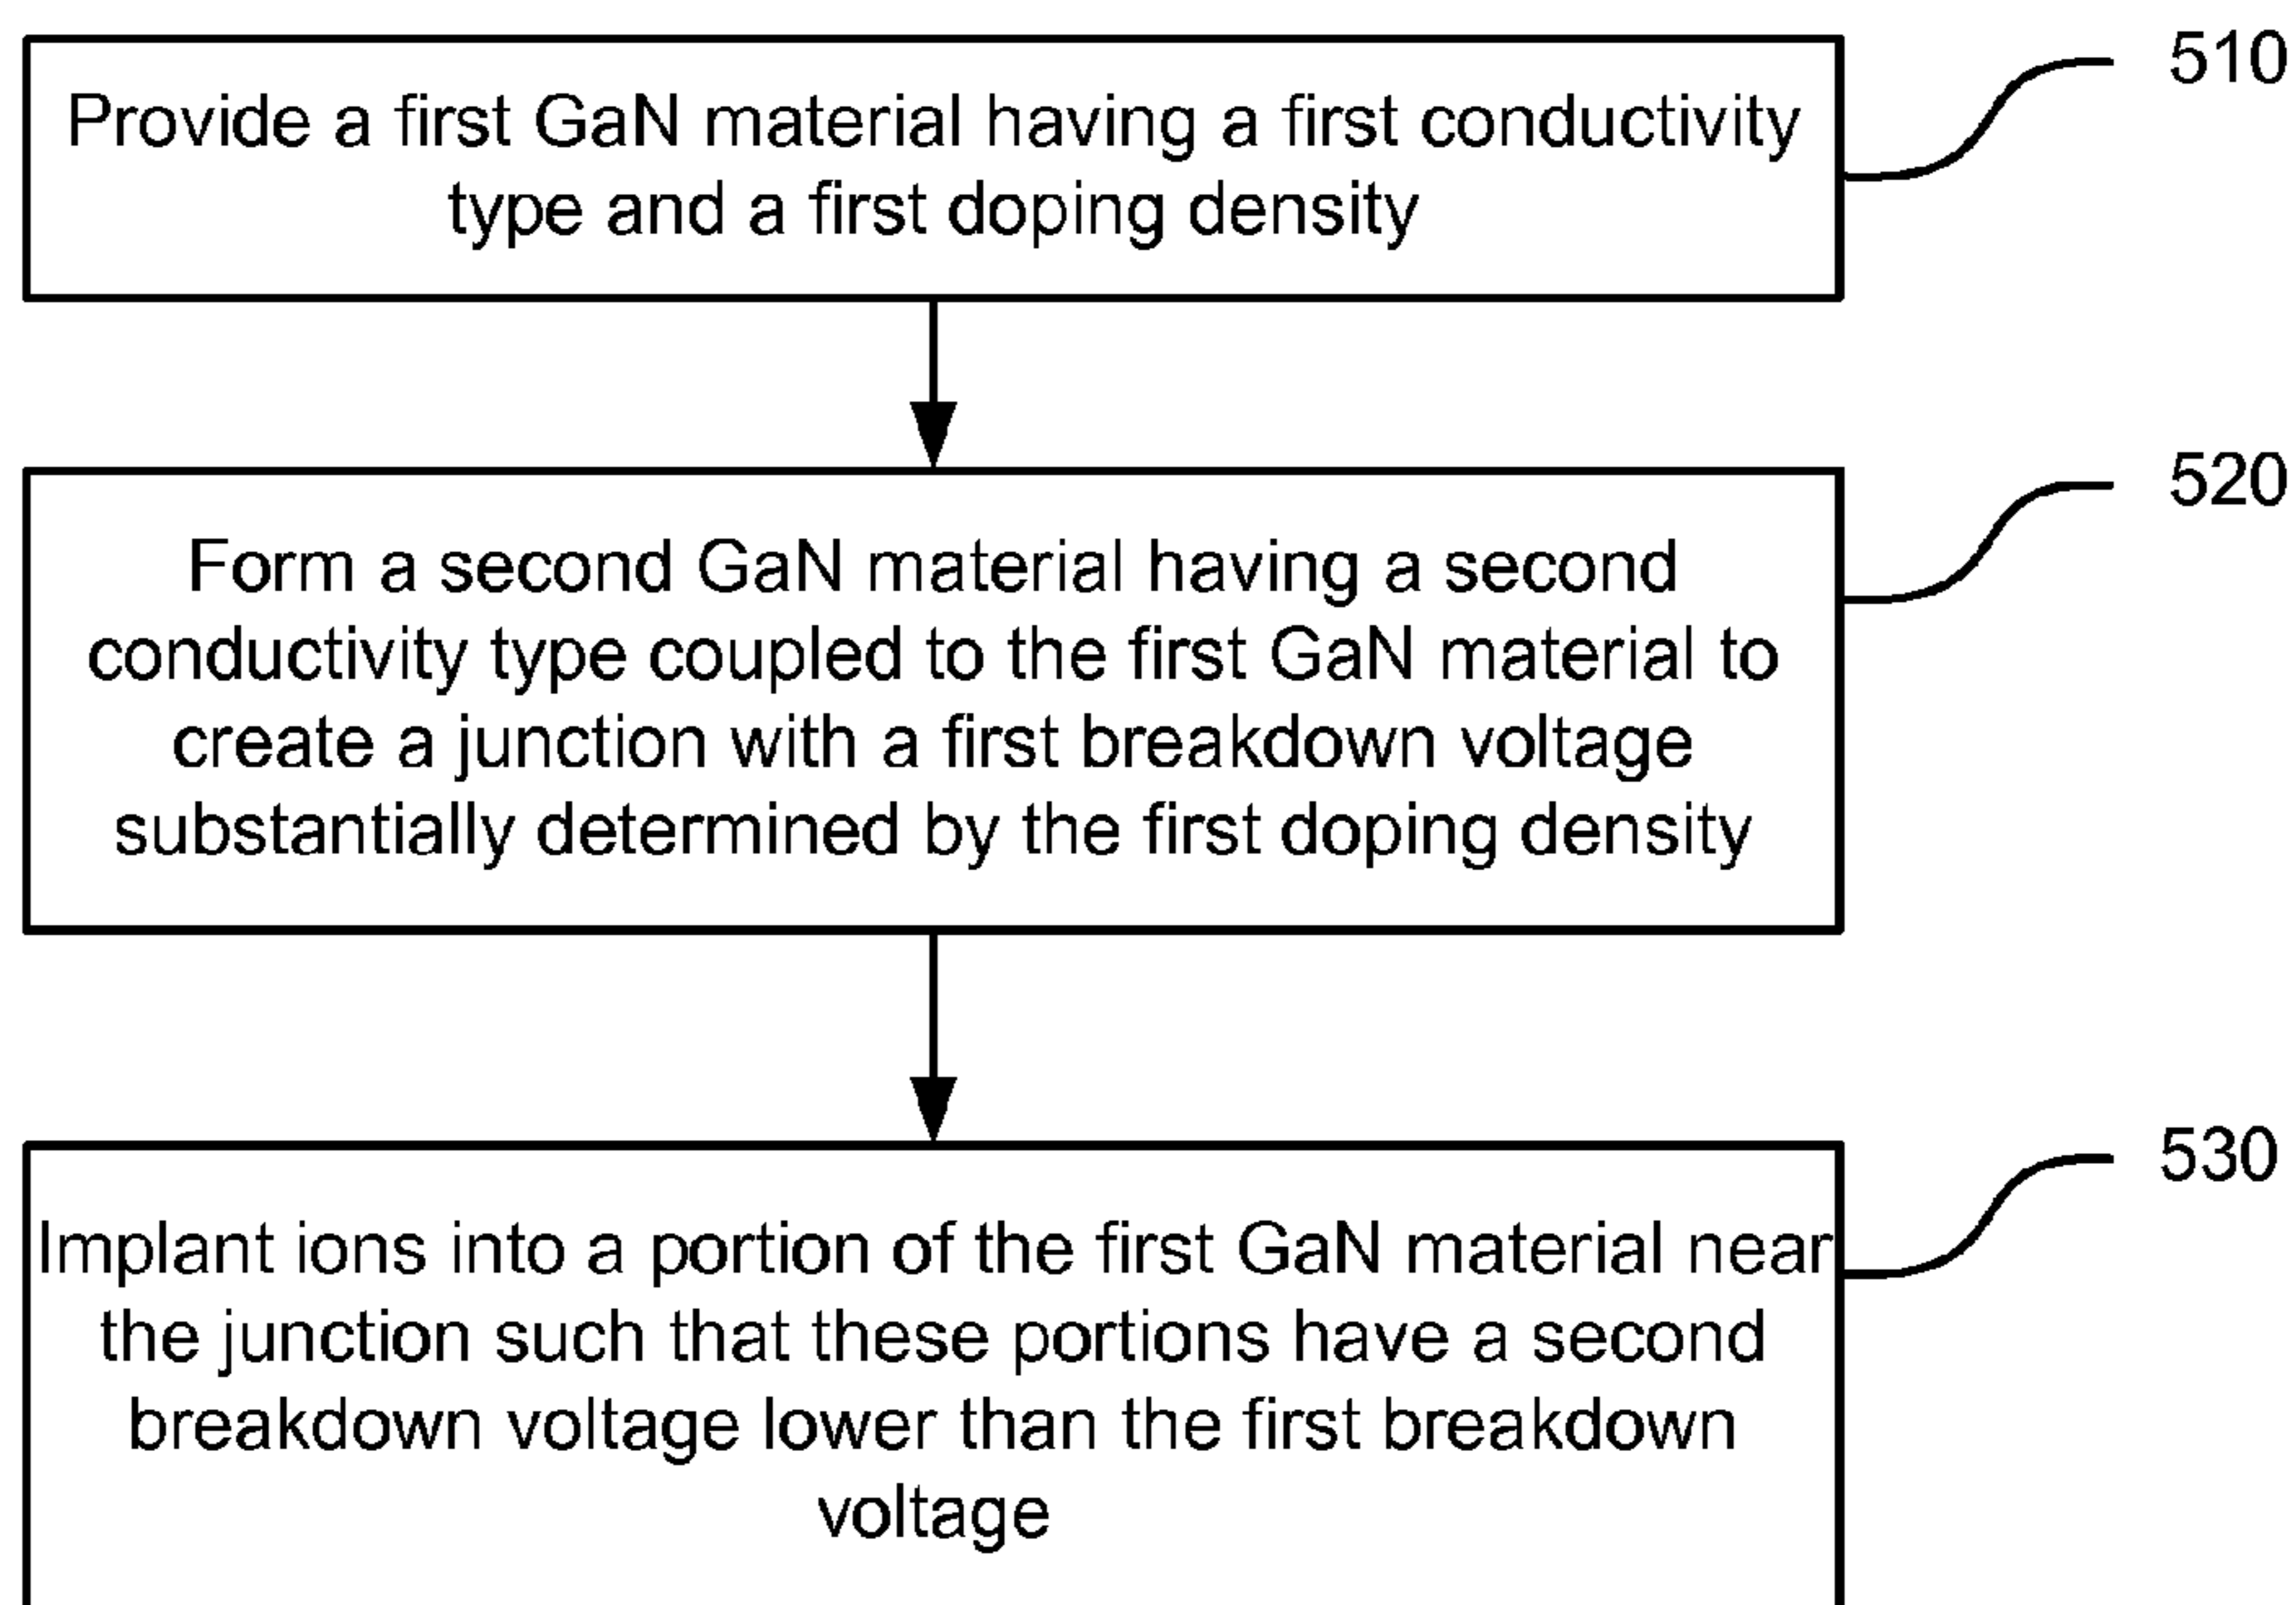 510
Provide a first GaN material having a first conductivity
type and a first doping density
520
Form a second GaN material having a second
conductivity type coupled to the first GaN material to
create a junction with a first breakdown voltage
substantially determined by the first doping density
530
Implant ions into a portion of the first GaN material near
the junction such that these portions have a second
breakdown voltage lower than the first breakdown
voltage